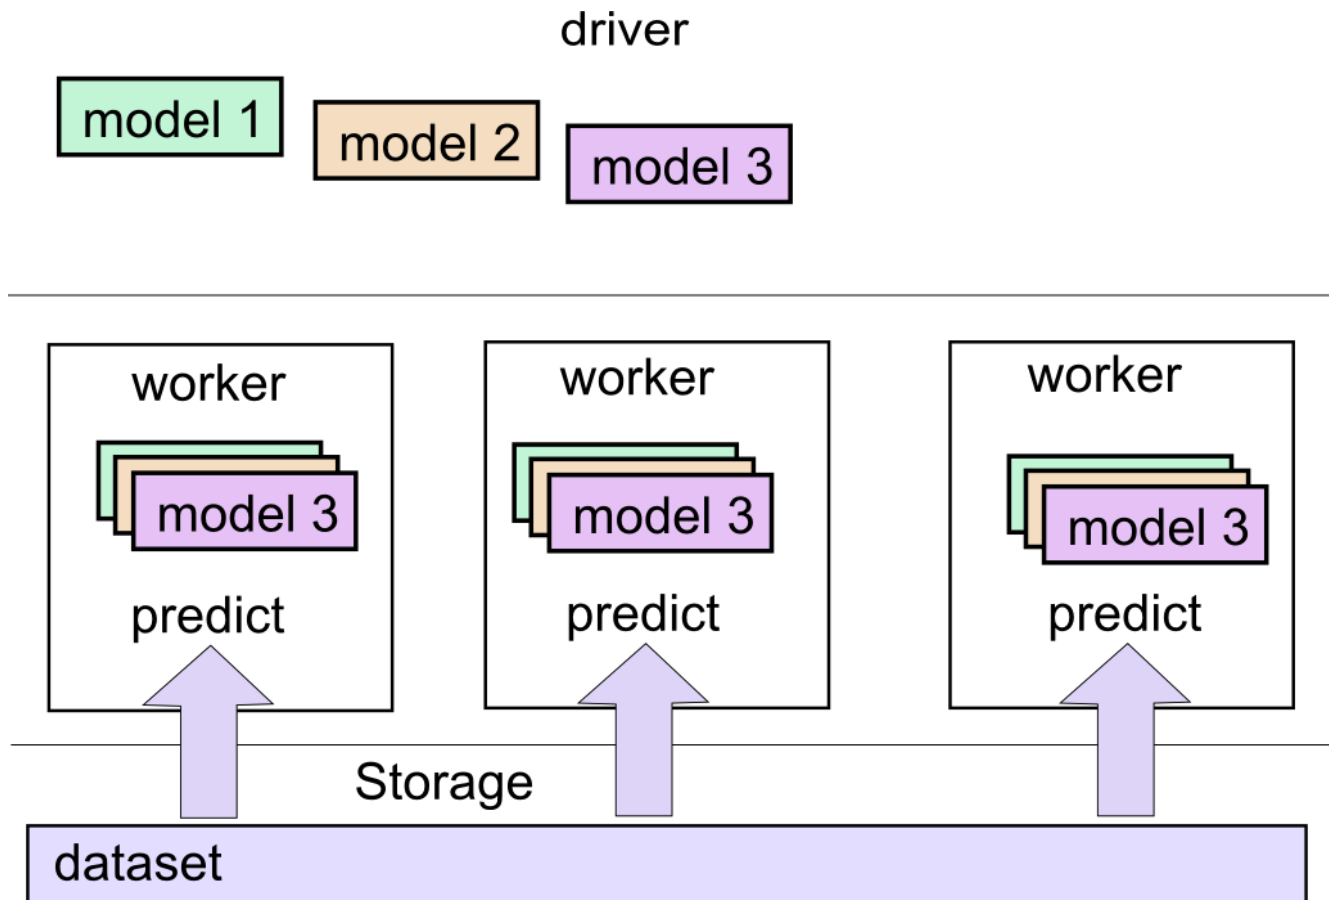 driver
model 1
model 2
model 3
worker
model 3
predict
worker
model 3
predict
worker
model 3
predict
Storage
dataset